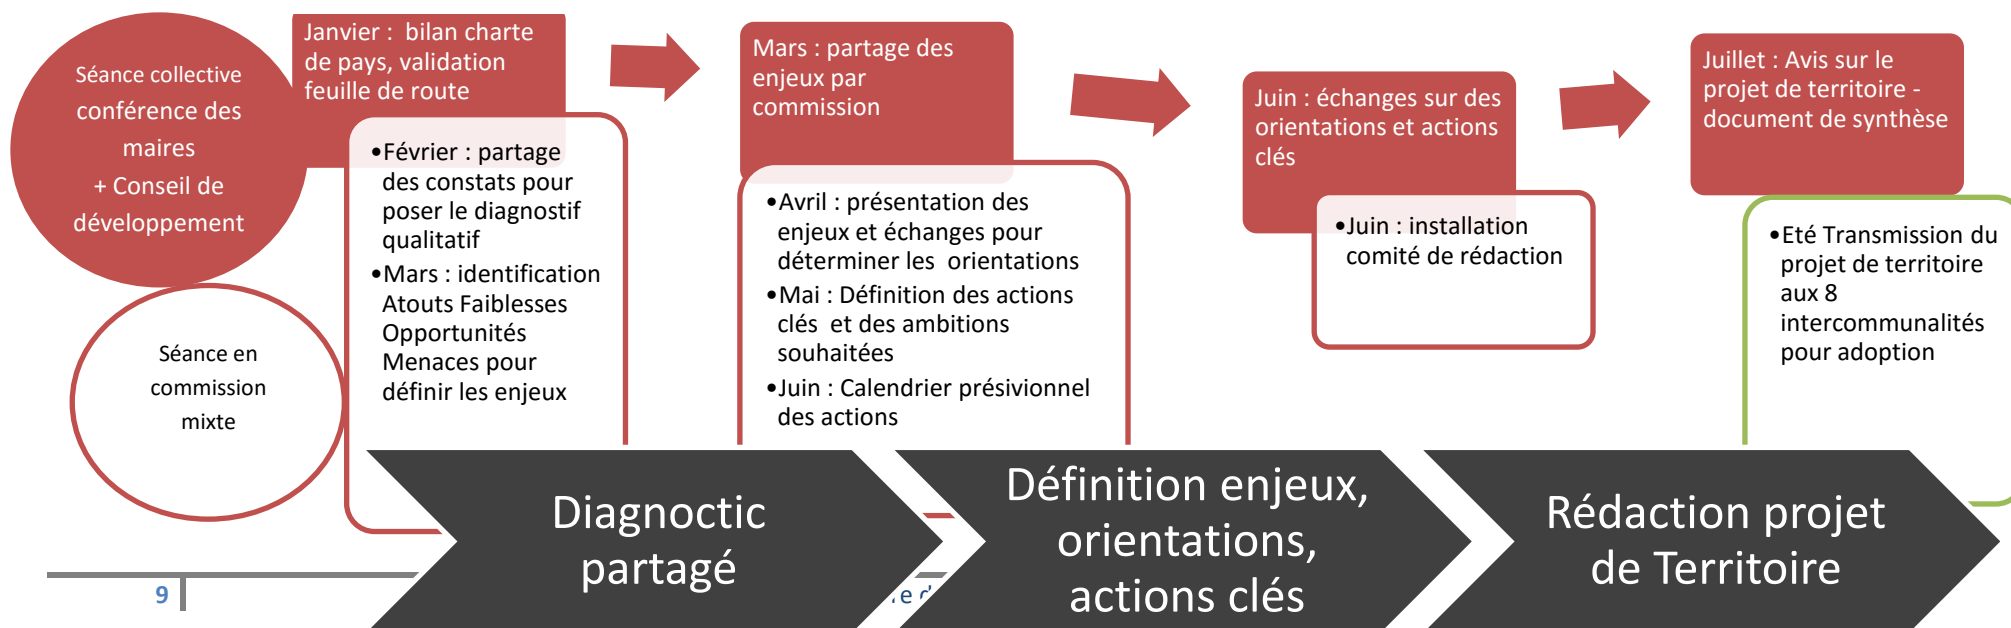 Séance collective
conférence des
maires
+ Conseil de
développement
Séance en
commission
mixte
Janvier : bilan charte
de pays, validation
feuille de route
•Février : partage
des constats pour
poser le diagnostif
qualitatif
•Mars : identification
Atouts Faiblesses
Opportunités
Menaces pour
définir les enjeux
Mars : partage des
enjeux par
commission
•Avril : présentation des
enjeux et échanges pour
déterminer les orientations
•Mai : Définition des actions
clés et des ambitions
souhaitées
•Juin : Calendrier présivionnel
des actions
Juin : échanges sur des
orientations et actions
clés
•Juin : installation
comité de rédaction
Juillet : Avis sur le
projet de territoire -
document de synthèse
•Eté Transmission du
projet de territoire
aux 8
intercommunalités
pour adoption
Diagnoctic
partagé
Définition enjeux,
orientations,
actions clés
Rédaction projet
de Territoire
9